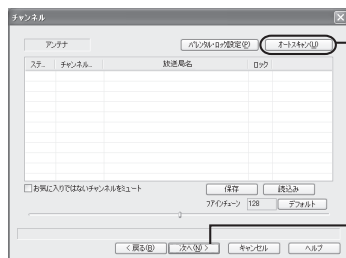 チャンネル
アンテナ
パレンタル・ロック設定(P)
オートスキャン(U)
ステ... チャンネル... 放送局名 ロック
お気に入りではないチャンネルをミュート
保存
読込み
ファインチューン 128 デフォルト
< 戻る(B)
次へ(N) >
キャンセル
ヘルプ